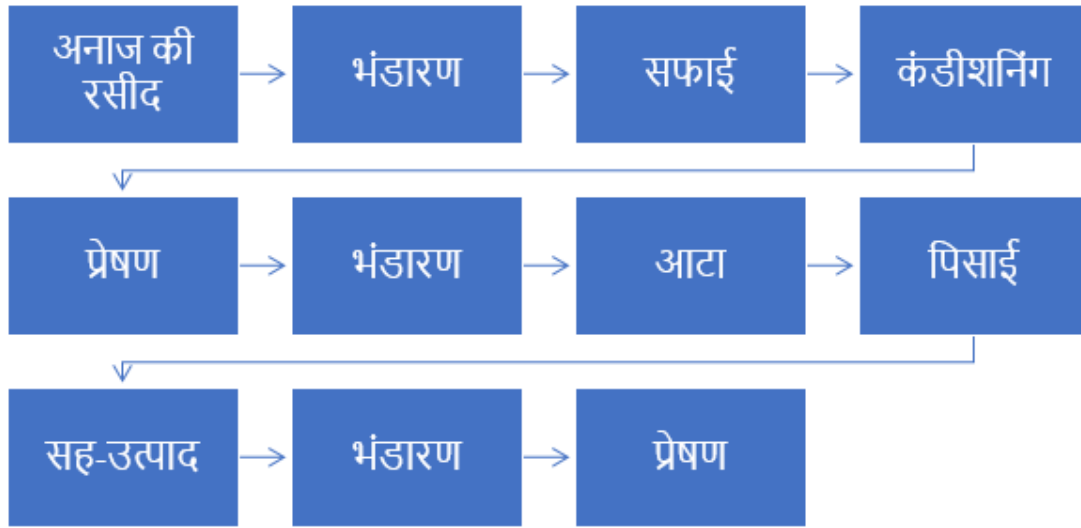 अनाज की
रसीद
भंडारण
सफाई
कंडीशनिंग
प्रेषण
भंडारण
आटा
पिसाई
सह-उत्पाद
भंडारण
प्रेषण